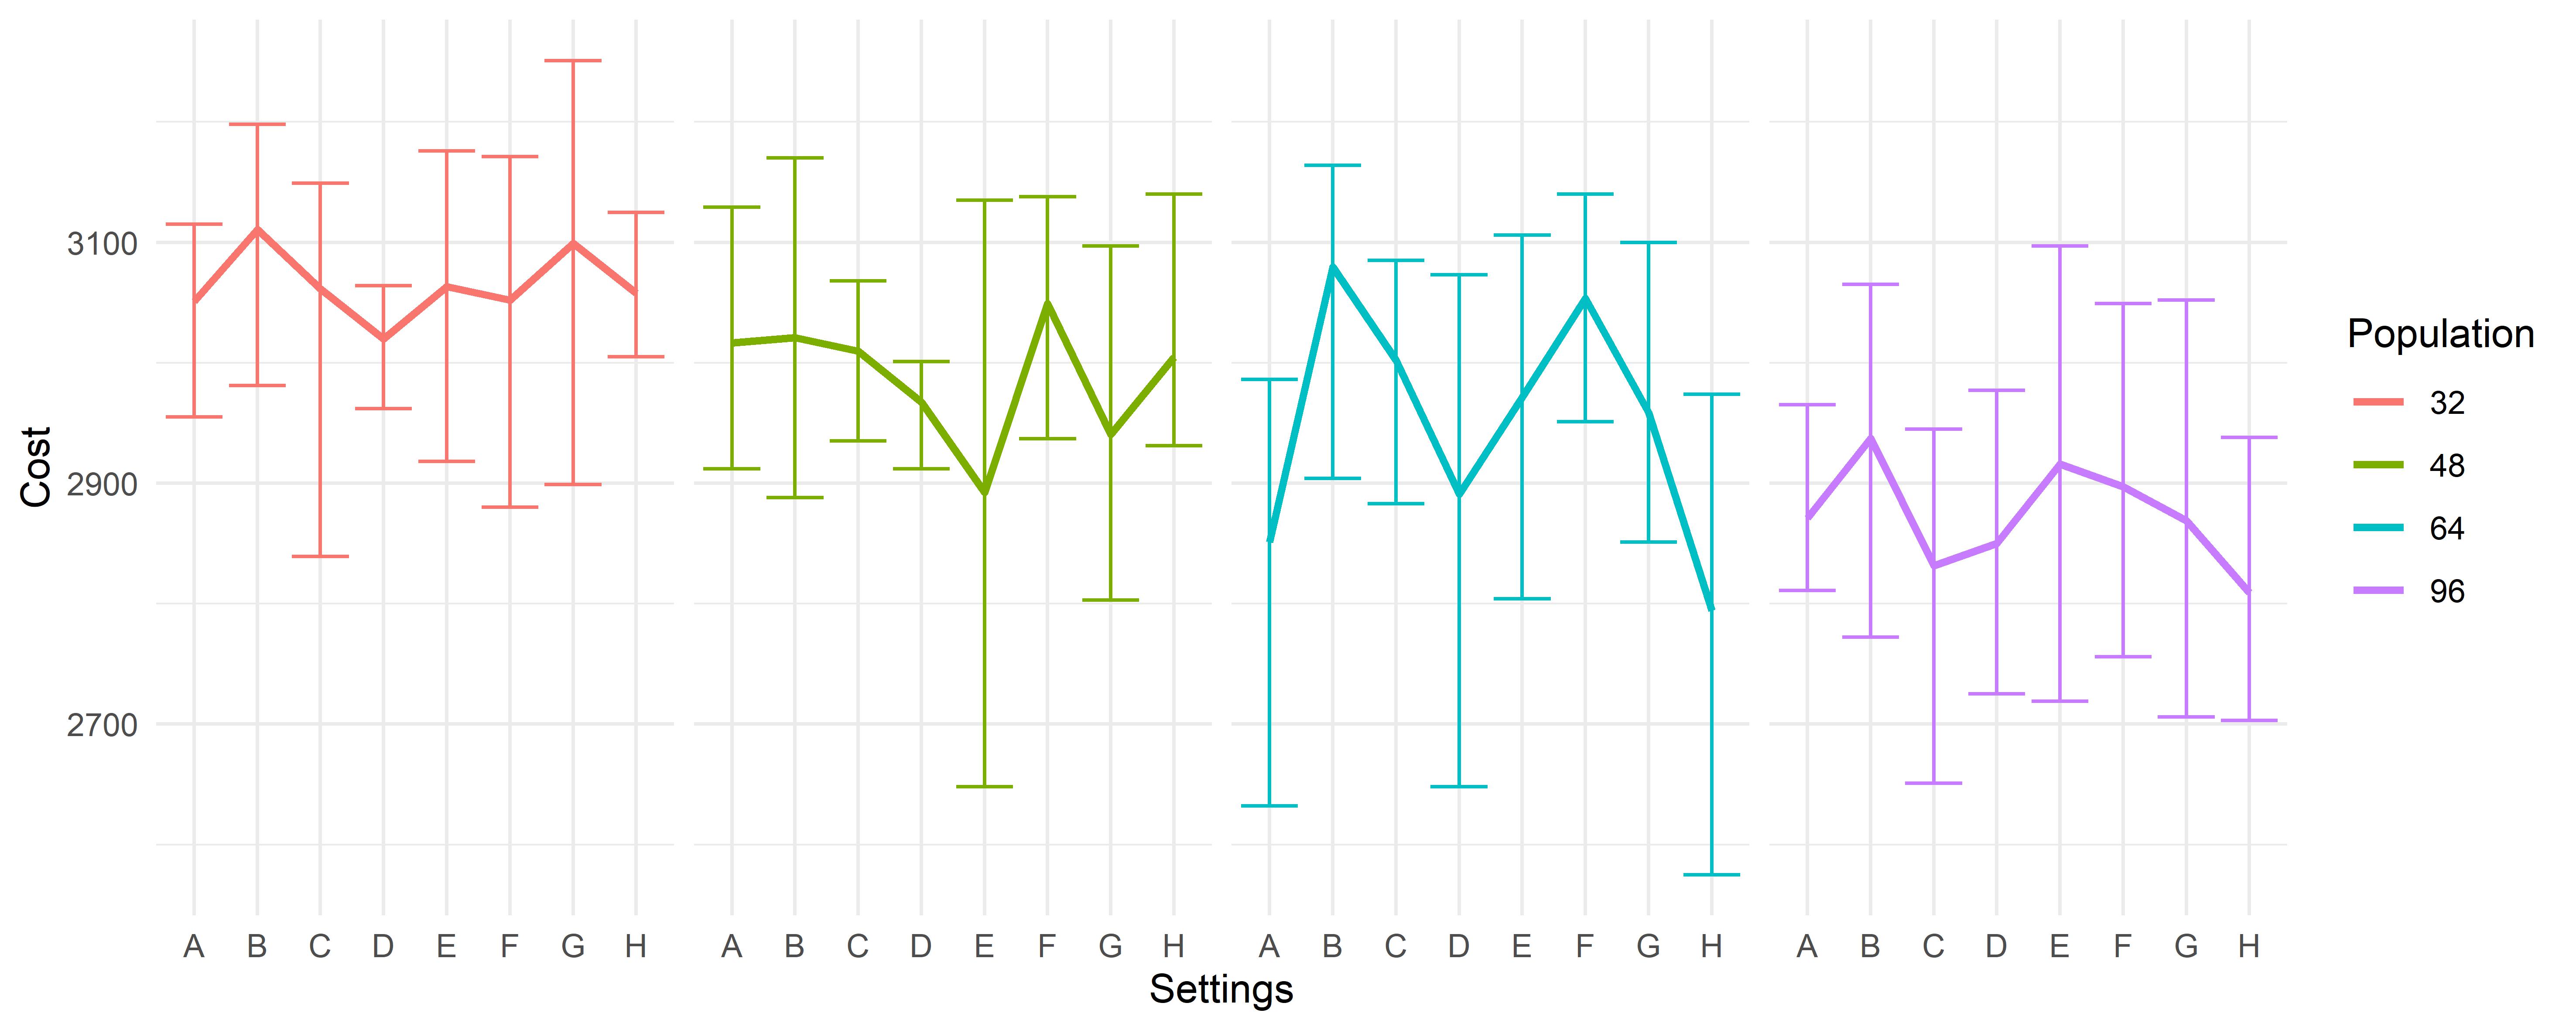 Cost
3100
2900
2700
A B C D E F G H A B C D E F G H A B C D E F G H A B C D E F G H
Settings
Population
32
48
64
96